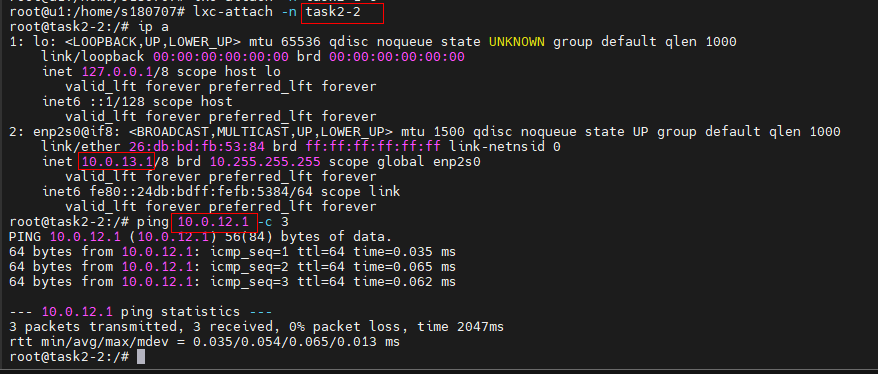 root@u1:/home/s180707# lxc-attach -n task2-2
root@task2-2:/# ip a
1: lo: <LOOPBACK,UP,LOWER_UP> mtu 65536 qdisc noqueue state UNKNOWN group default qlen 1000
link/loopback 00:00:00:00:00:00 brd 00:00:00:00:00:00
inet 127.0.0.1/8 scope host lo
valid_lft forever preferred_lft forever
inet6 ::1/128 scope host
valid_lft forever preferred_lft forever
2: enp2s0@if8: <BROADCAST,MULTICAST,UP,LOWER_UP> mtu 1500 qdisc noqueue state UP group default qlen 1000
link/ether 26:db:bd:fb:53:84 brd ff:ff:ff:ff:ff:ff link-netnsid 0
inet 10.0.13.1/8 brd 10.255.255.255 scope global enp2s0
valid_lft forever preferred_lft forever
inet6 fe80::24db:bdff:fefb:5384/64 scope link
valid_lft forever preferred_lft forever
root@task2-2:/# ping 10.0.12.1 -c 3
PING 10.0.12.1 (10.0.12.1) 56(84) bytes of data.
64 bytes from 10.0.12.1: icmp_seq=1 ttl=64 time=0.035 ms
64 bytes from 10.0.12.1: icmp_seq=2 ttl=64 time=0.065 ms
64 bytes from 10.0.12.1: icmp_seq=3 ttl=64 time=0.062 ms
--- 10.0.12.1 ping statistics ---
3 packets transmitted, 3 received, 0% packet loss, time 2047ms
rtt min/avg/max/mdev = 0.035/0.054/0.065/0.013 ms
root@task2-2:/#